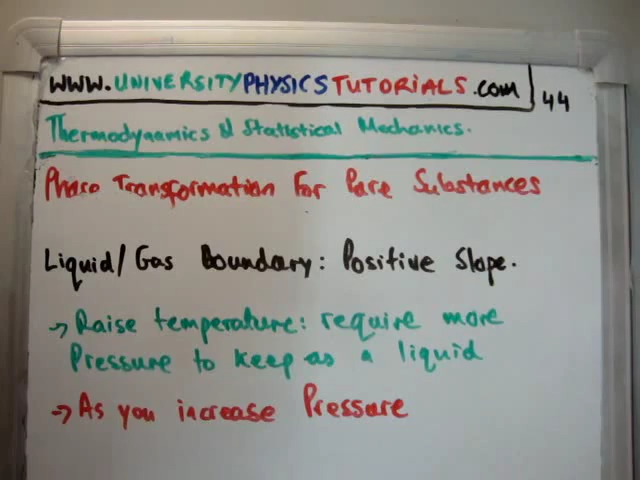 WWW.UNIVERSITYPHYSICSTUTORIALS.COM 44
Thermodynamics & Statistical Mechanics.
Phase Transformation For Pure Substances
Liquid/Gas Boundary: Positive Slope.
→ Raise temperature: require more
Pressure to keep as a liquid
→ As you increase Pressure